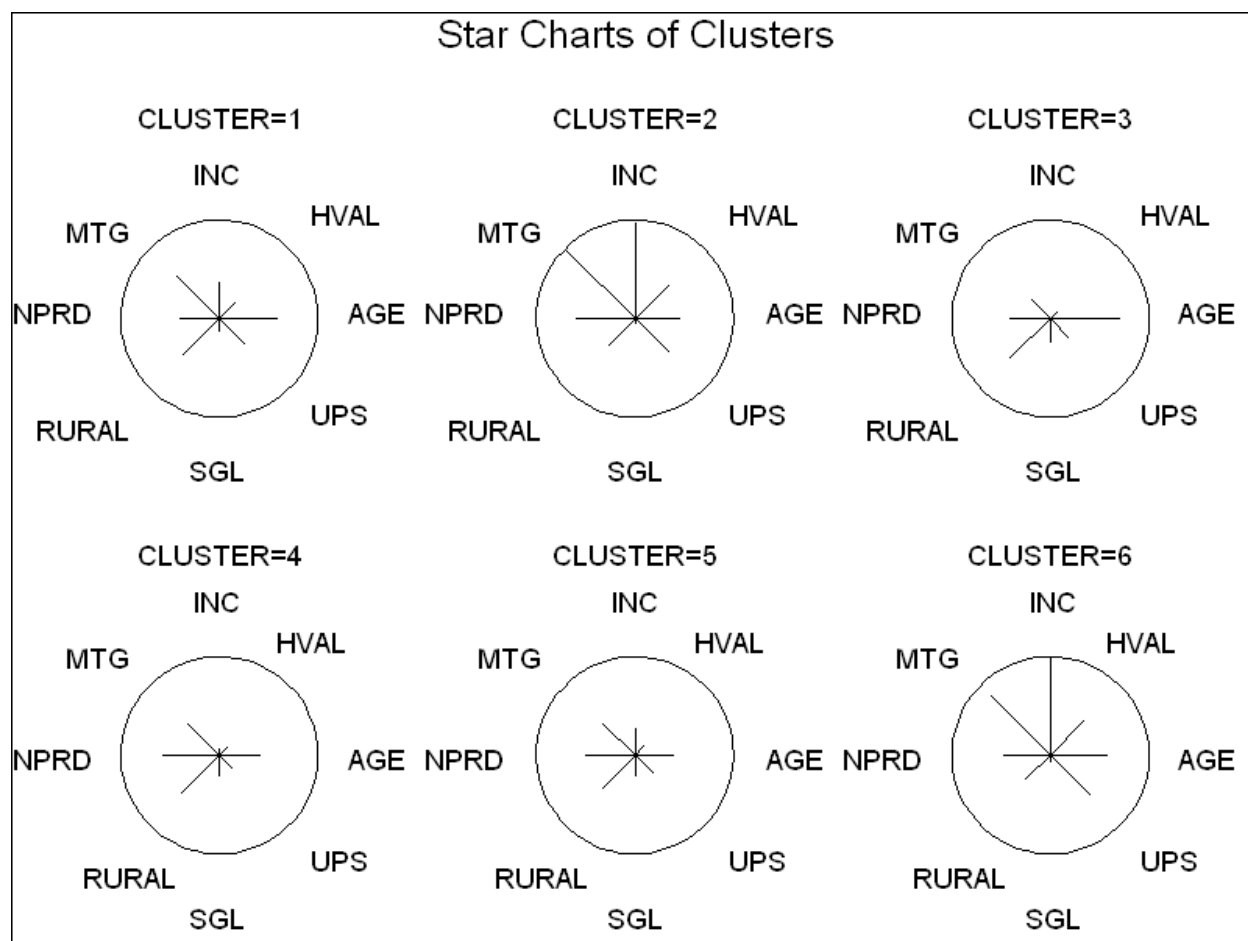 Star Charts of Clusters
CLUSTER=1
INC
HVAL
MTG
NPRD
AGE
RURAL
UPS
SGL
CLUSTER=2
INC
HVAL
MTG
NPRD
AGE
RURAL
UPS
SGL
CLUSTER=3
INC
HVAL
MTG
NPRD
AGE
RURAL
UPS
SGL
CLUSTER=4
INC
HVAL
MTG
NPRD
AGE
RURAL
UPS
SGL
CLUSTER=5
INC
HVAL
MTG
NPRD
AGE
RURAL
UPS
SGL
CLUSTER=6
INC
HVAL
MTG
NPRD
AGE
RURAL
UPS
SGL